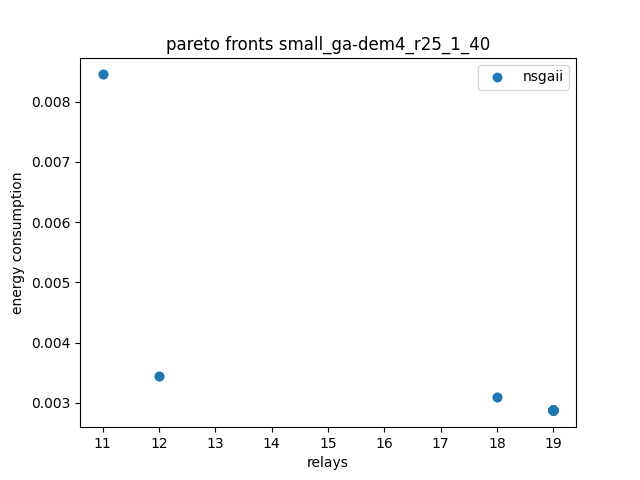 pareto fronts small_ga-dem4_r25_1_40
nsgaii
0.008
0.007
0.006
0.005
0.004
0.003
energy consumption
11 12 13 14 15 16 17 18 19
relays